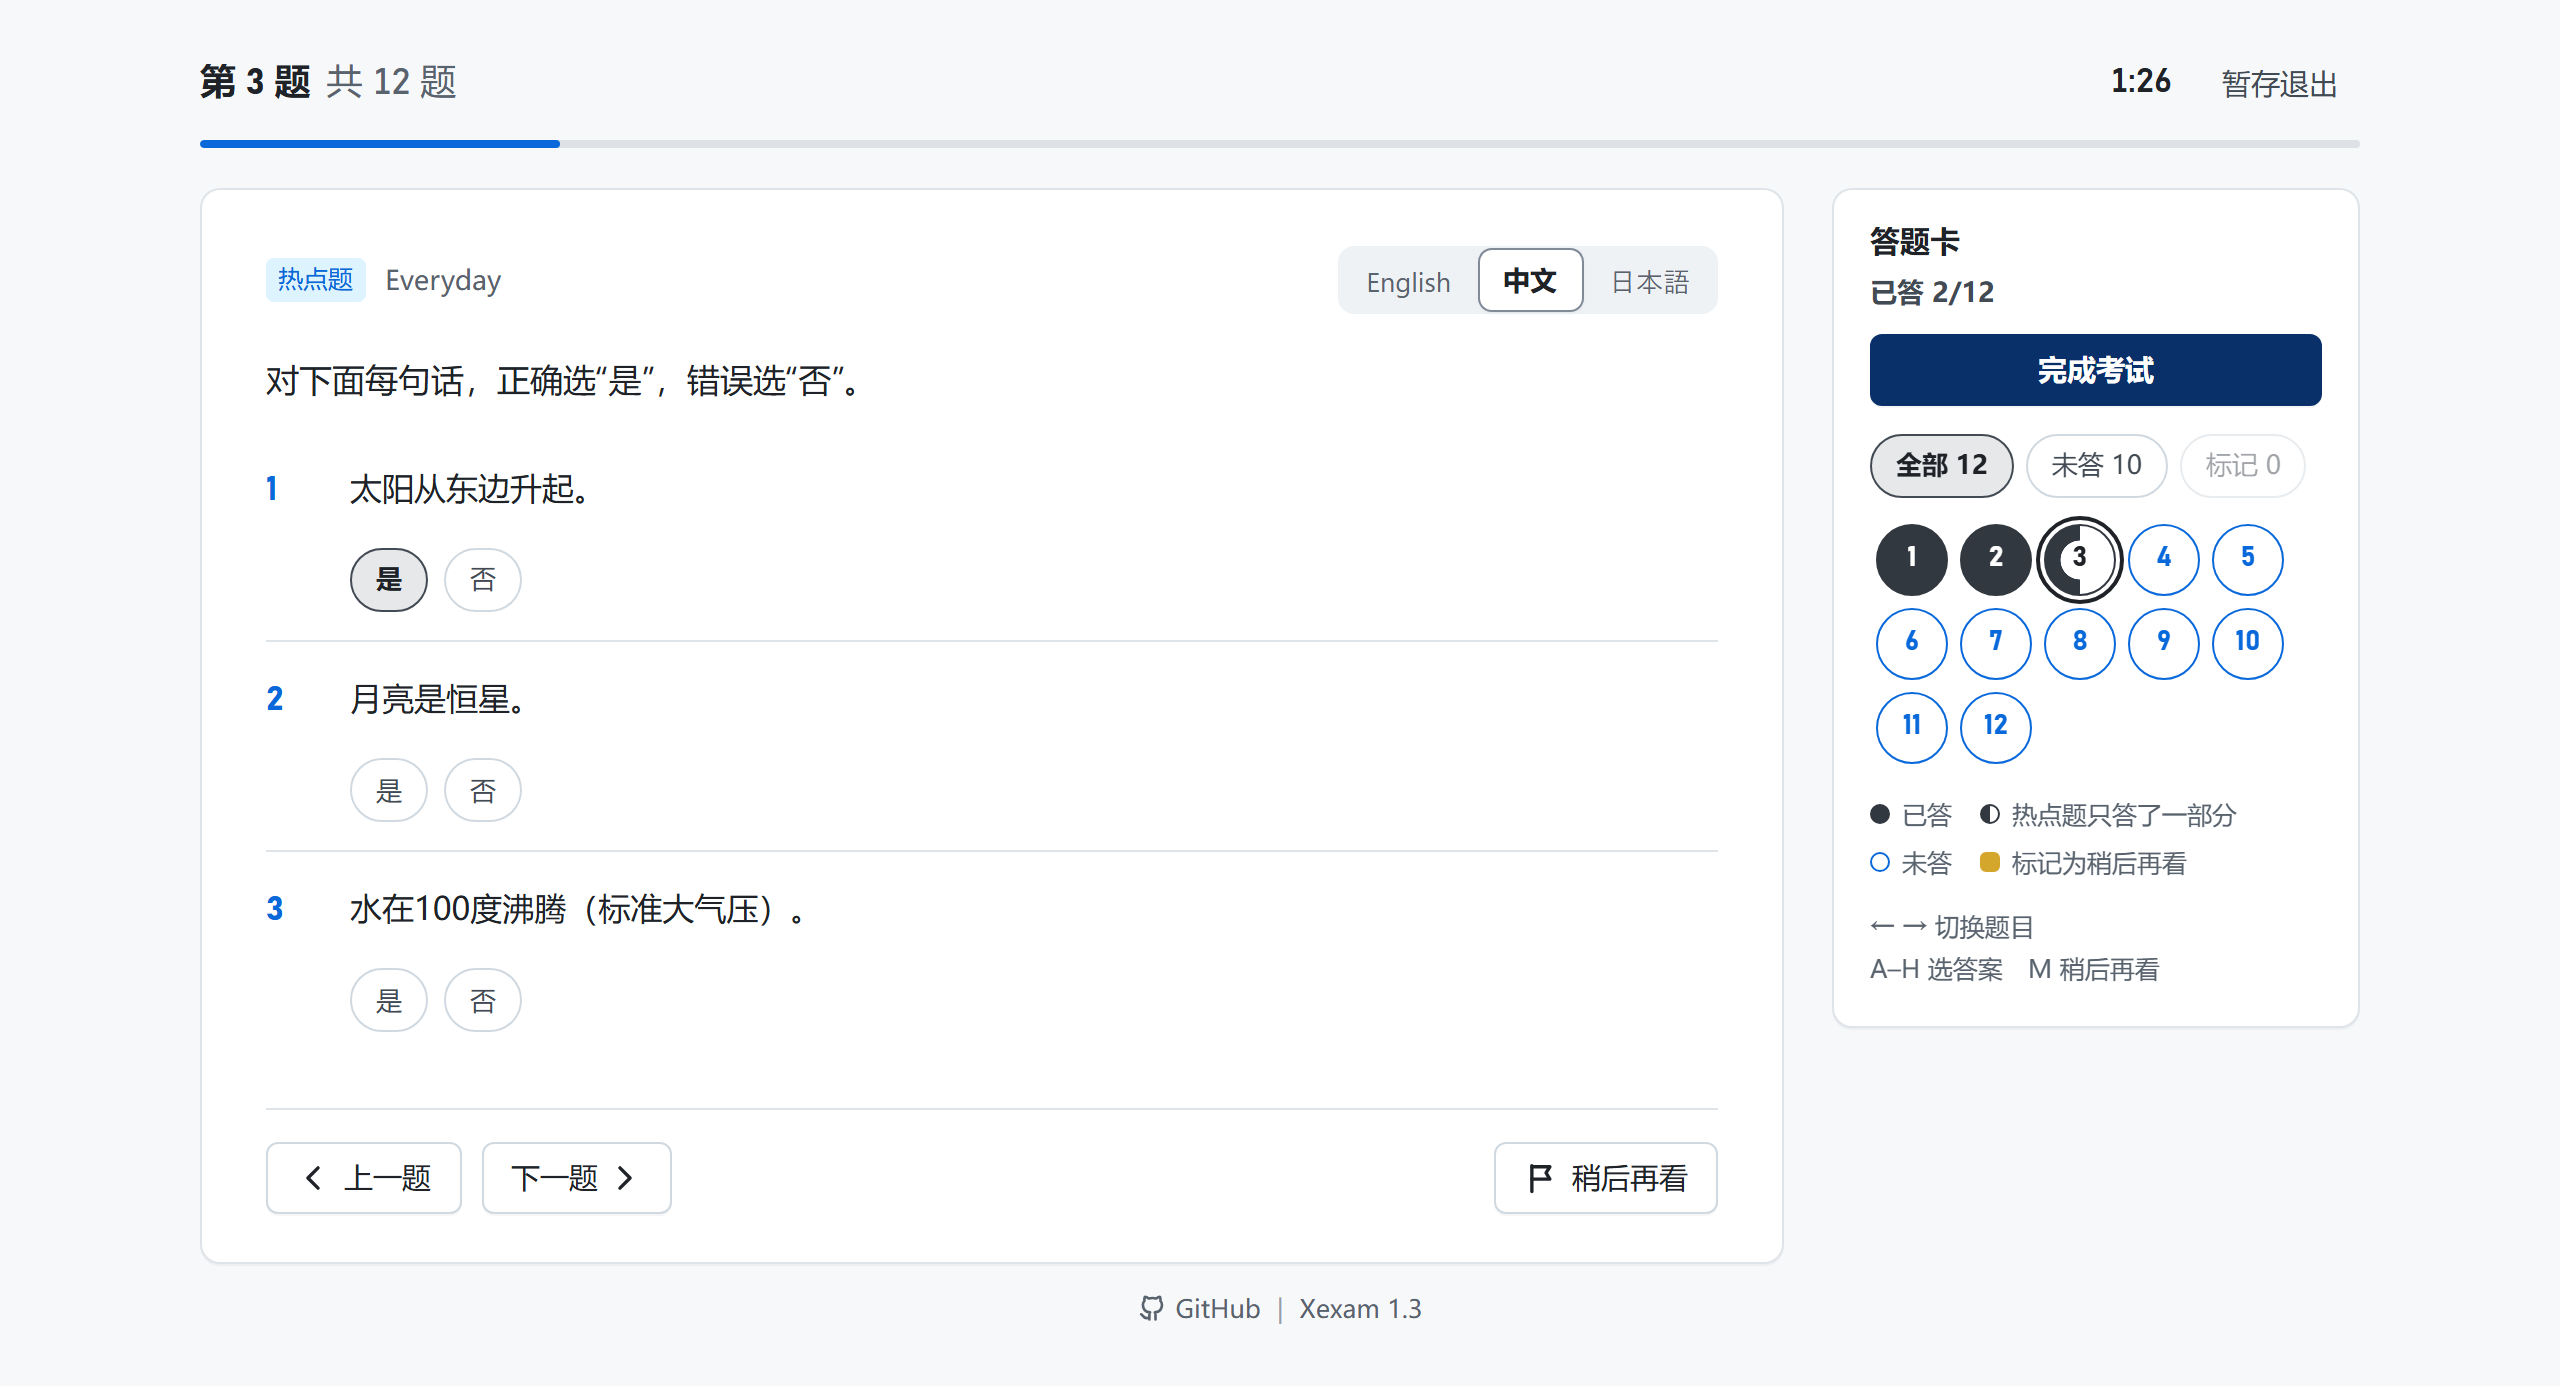 第 3 题 共 12 题
1:26 暂存退出
热点题 Everyday
English 中文 日本語
对下面每句话，正确选“是”，错误选“否”。
1 太阳从东边升起。
是 否
2 月亮是恒星。
是 否
3 水在100度沸腾（标准大气压）。
是 否
上一题 下一题 稍后再看
答题卡
已答 2/12
完成考试
全部 12 未答 10 标记 0
1 2 3 4 5
6 7 8 9 10
11 12
已答 热点题只答了一部分
未答 标记为稍后再看
← → 切换题目
A–H 选答案 M 稍后再看
GitHub | Xexam 1.3